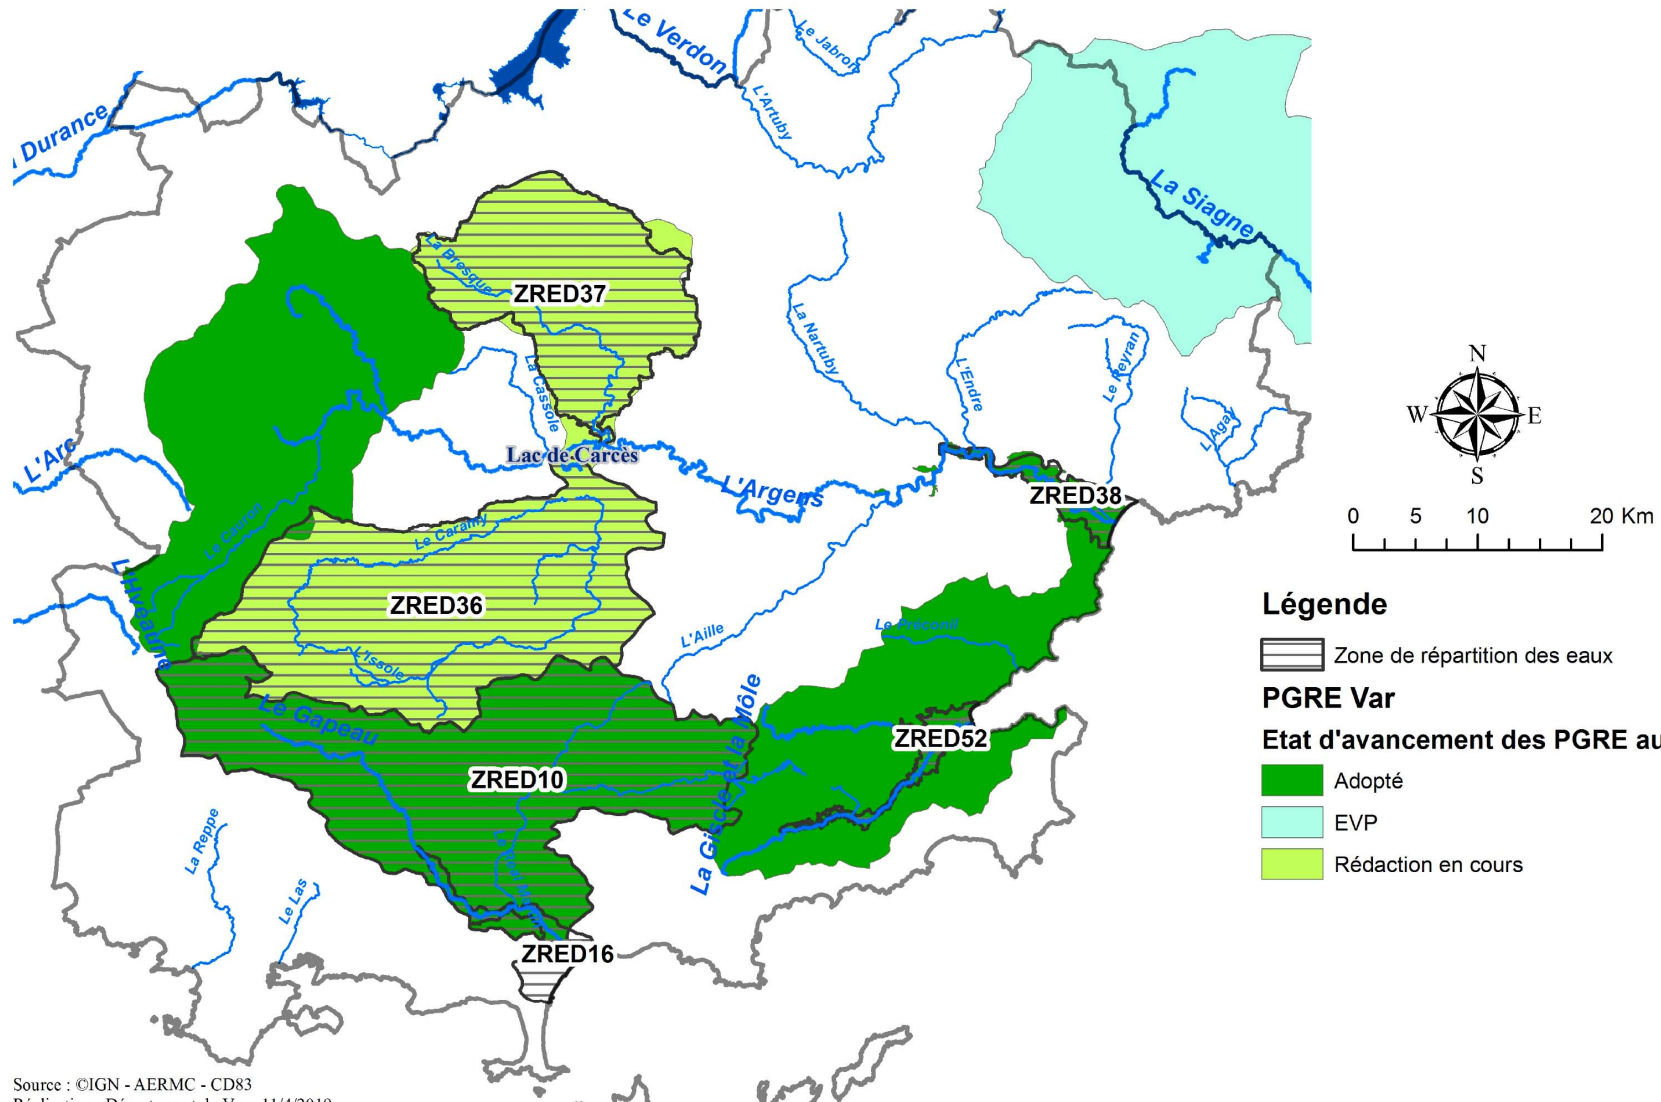 Le Verdon
Le Jabron
L'Artuby
Durance
La Siagne
La Bresque
ZRED37
La Nartuby
L'Endre
Le Reyran
L'Agay
La Cassole
L'Arc
Lac de Carcès
L'Argens
ZRED38
Le Cauron
Le Caramy
L'Huveaune
ZRED36
L'Issole
L'Aille
Le Préconil
Le Gapeau
La Giscle et la Môle
ZRED52
ZRED10
La Reppe
Le Las
Le Real
ZRED16
N
W
E
S
0 5 10 20 Km
Légende
Zone de répartition des eaux
PGRE Var
Etat d'avancement des PGRE au
Adopté
EVP
Rédaction en cours
Source : ©IGN - AERMC - CD83